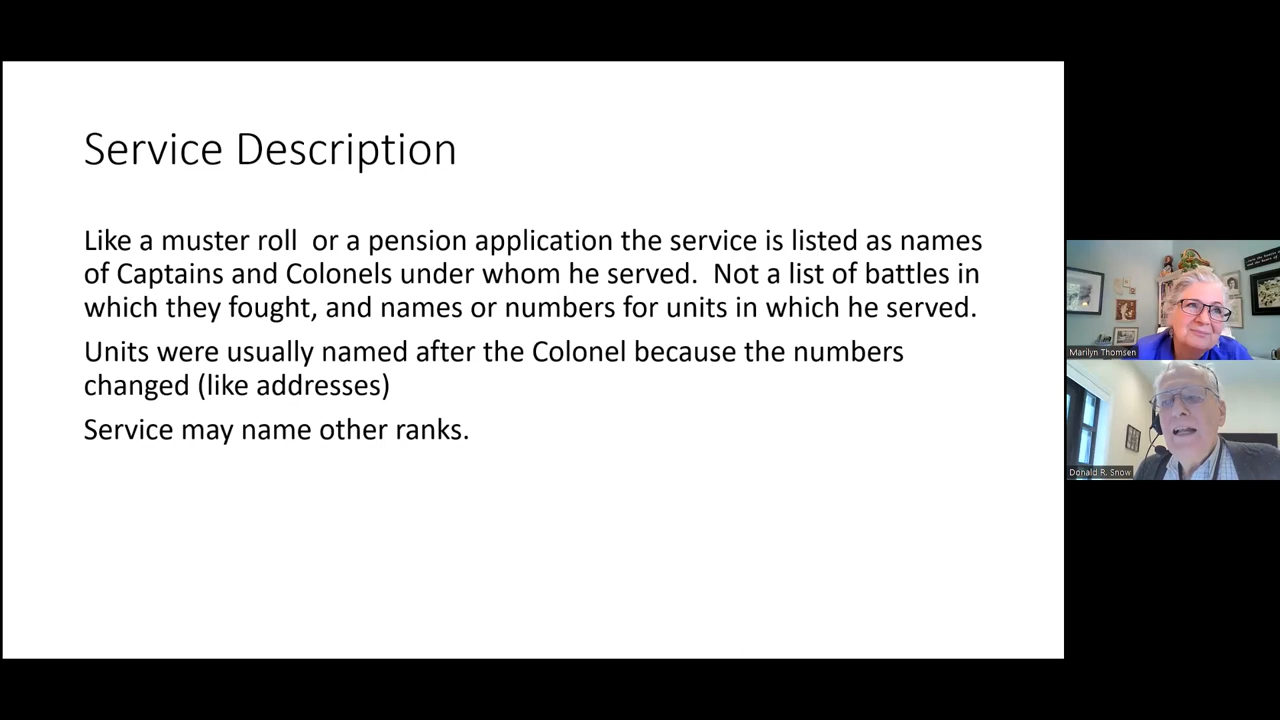 Service Description
Like a muster roll  or a pension application the service is listed as names
of Captains and Colonels under whom he served.  Not a list of battles in
which they fought, and names or numbers for units in which he served.
Units were usually named after the Colonel because the numbers
changed (like addresses)
Service may name other ranks.
Marilyn Thomsen
Donald R. Snow